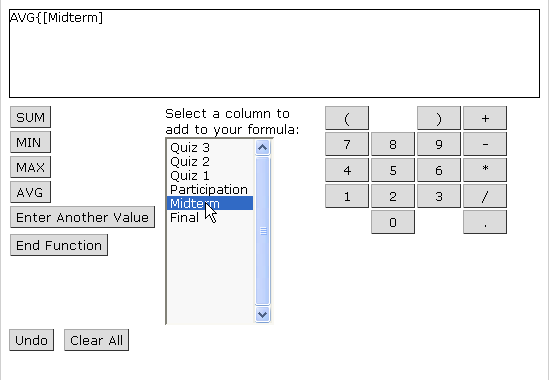 AVG{[Midterm]
SUM
MIN
MAX
AVG
Enter Another Value
End Function
Select a column to
add to your formula:
Quiz 3
Quiz 2
Quiz 1
Participation
Midterm
Final
( ) +
7 8 9 -
4 5 6 *
1 2 3 /
0 .
Undo Clear All